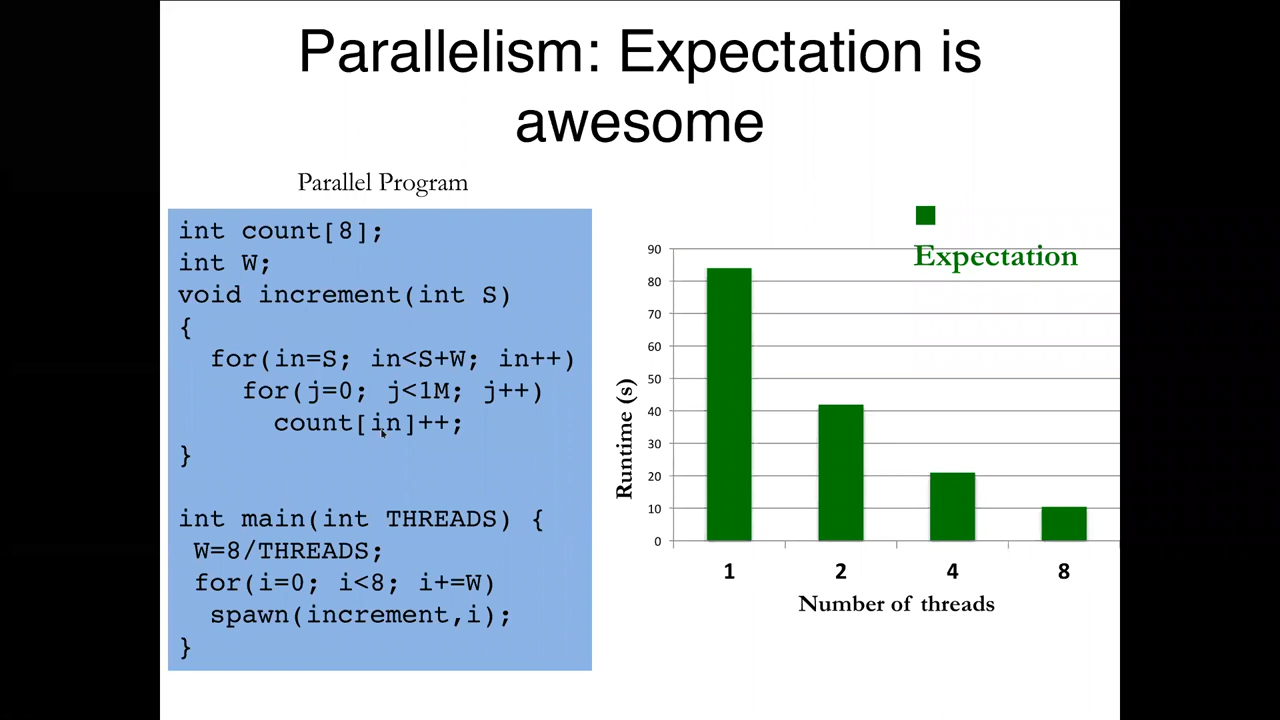 Parallelism: Expectation is
awesome
Parallel Program
int count[8];
int W;
void increment(int S)
{
for(in=S; in<S+W; in++)
for(j=0; j<1M; j++)
count[in]++;
}
int main(int THREADS) {
W=8/THREADS;
for(i=0; i<8; i+=W)
spawn(increment,i);
}
Expectation
90
80
70
60
50
40
30
20
10
0
Runtime (s)
1 2 4 8
Number of threads